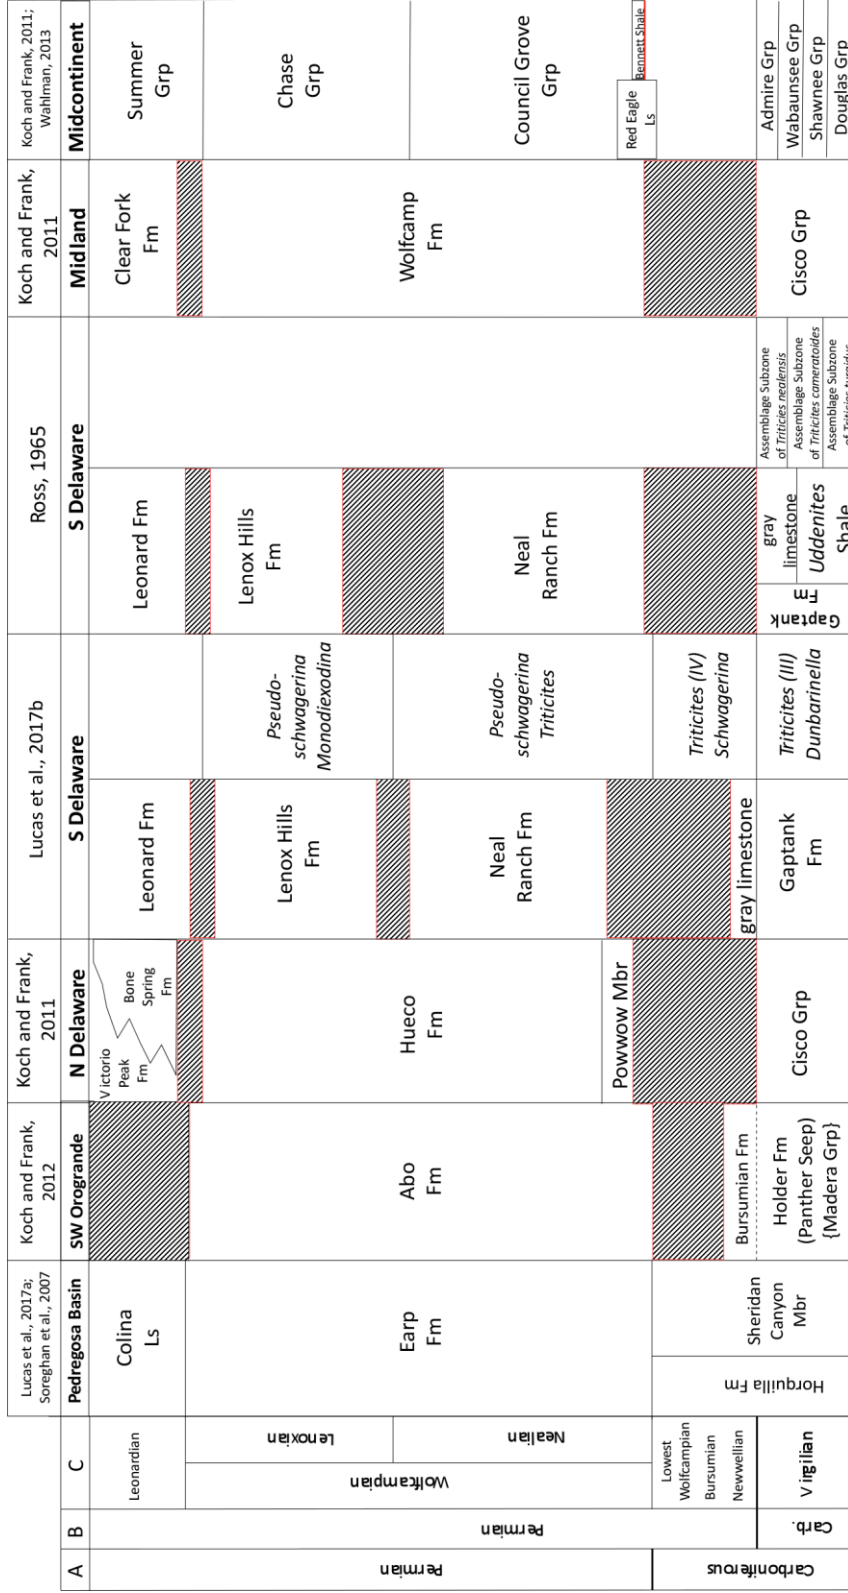 A
Permian
Carboniferous
B
Permian
Carb.
C
Leonardian
Wolfcampian
Lenoxian
Nealian
Lowest
Wolfcampian
Bursumian
Newwellian
Virgilian
Lucas et al., 2017a;
Soreghan et al., 2007
Pedregosa Basin
Colina
Ls
Earp
Fm
Horquilla Fm
Sheridan
Canyon
Mbr
Koch and Frank,
2012
SW Orogrande
Abo
Fm
Bursumian Fm
Holder Fm
(Panther Seep)
{Madera Grp}
Koch and Frank,
2011
N Delaware
Victorio
Peak
Fm
Bone
Spring
Fm
Hueco
Fm
Powwow Mbr
Cisco Grp
Lucas et al., 2017b
S Delaware
Leonard Fm
Lenox Hills
Fm
Neal
Ranch Fm
gray limestone
Gaptank
Fm
Pseudo-
schwagerina
Monodiexodina
Pseudo-
schwagerina
Triticites
Triticites (IV)
Schwagerina
Triticites (III)
Dunbarinella
Ross, 1965
S Delaware
Leonard Fm
Lenox Hills
Fm
Neal
Ranch Fm
Gaptank
Fm
gray
limestone
Uddenites
Shale
Assemblage Subzone
of Triticies nealensis
Assemblage Subzone
of Triticites cameratoides
Assemblage Subzone
Koch and Frank,
2011
Midland
Clear Fork
Fm
Wolfcamp
Fm
Cisco Grp
Koch and Frank, 2011;
Wahlman, 2013
Midcontinent
Summer
Grp
Chase
Grp
Council Grove
Grp
Red Eagle
Ls
Bennett Shale
Admire Grp
Wabaunsee Grp
Shawnee Grp
Douglas Grp